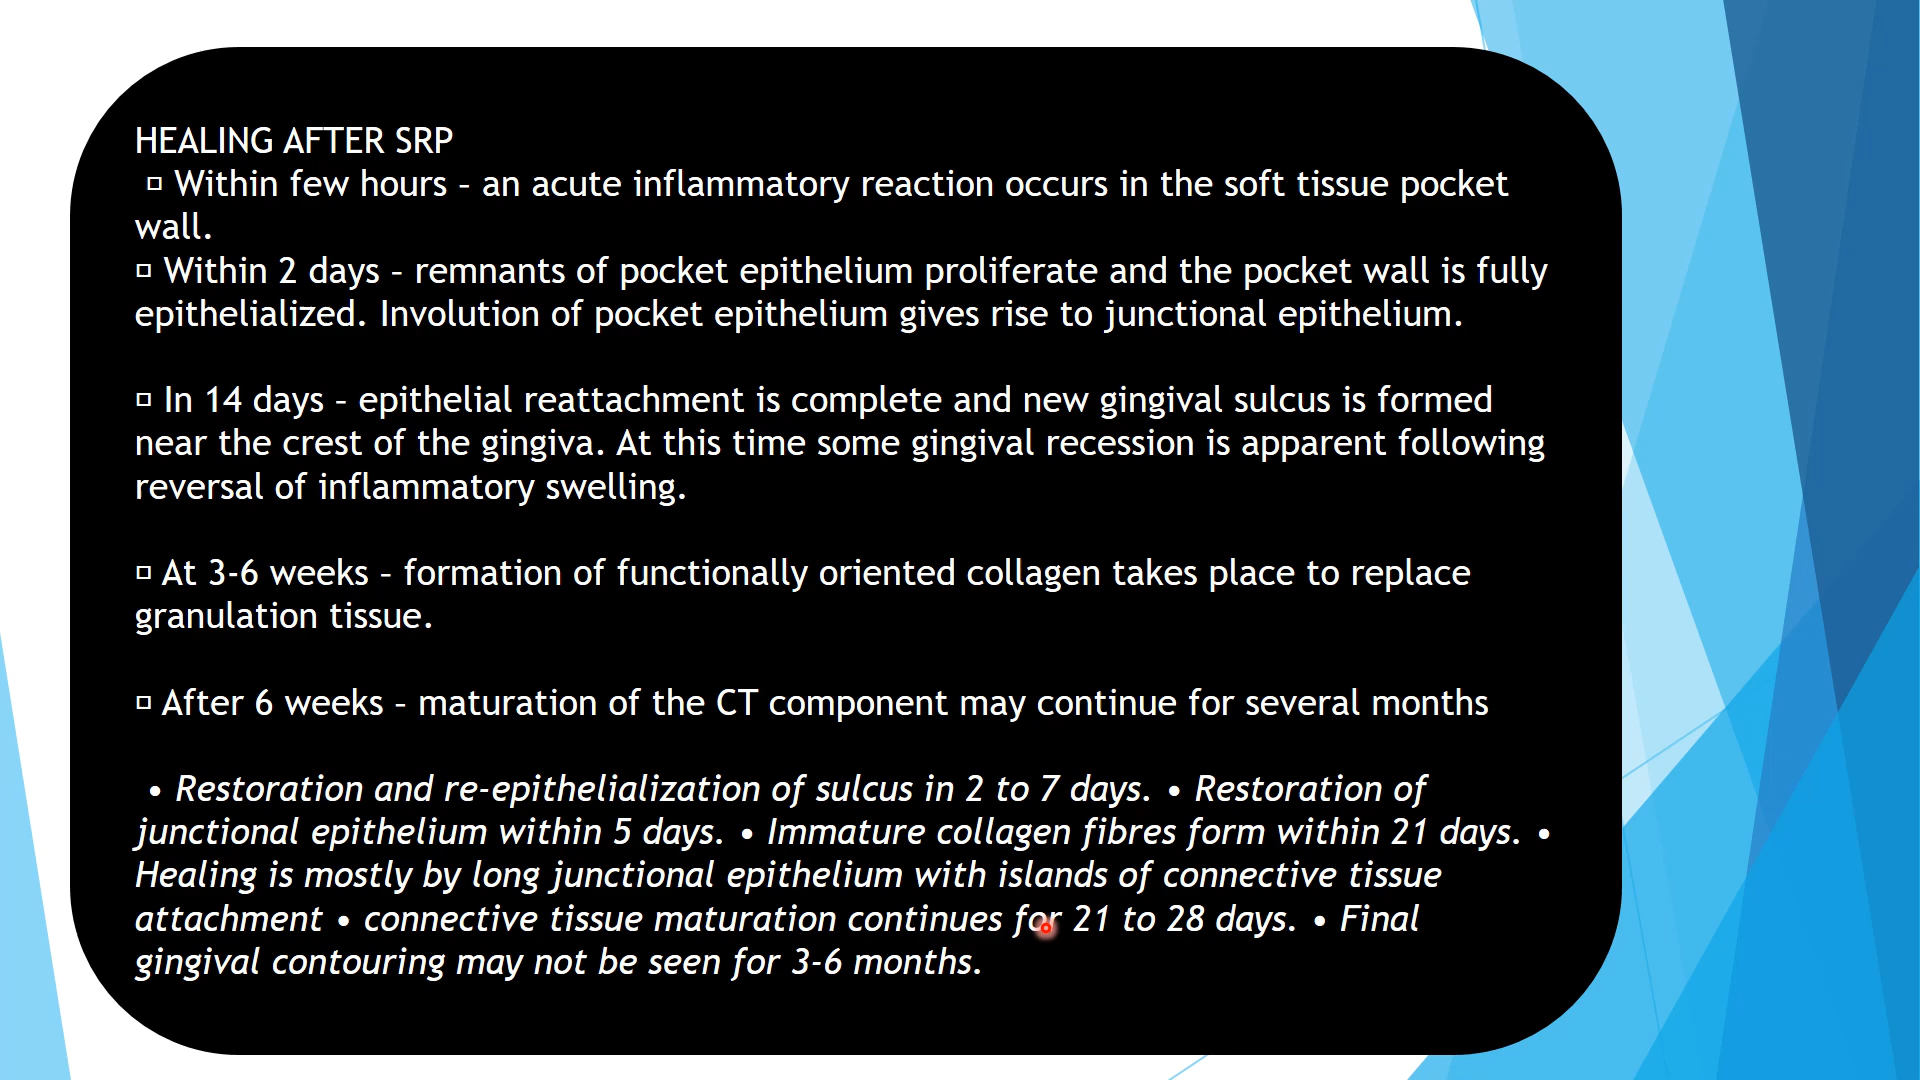 HEALING AFTER SRP
▫ Within few hours – an acute inflammatory reaction occurs in the soft tissue pocket
wall.
▫ Within 2 days – remnants of pocket epithelium proliferate and the pocket wall is fully
epithelialized. Involution of pocket epithelium gives rise to junctional epithelium.
▫ In 14 days – epithelial reattachment is complete and new gingival sulcus is formed
near the crest of the gingiva. At this time some gingival recession is apparent following
reversal of inflammatory swelling.
▫ At 3-6 weeks – formation of functionally oriented collagen takes place to replace
granulation tissue.
▫ After 6 weeks – maturation of the CT component may continue for several months
• Restoration and re-epithelialization of sulcus in 2 to 7 days. • Restoration of
junctional epithelium within 5 days. • Immature collagen fibres form within 21 days. •
Healing is mostly by long junctional epithelium with islands of connective tissue
attachment • connective tissue maturation continues for 21 to 28 days. • Final
gingival contouring may not be seen for 3-6 months.